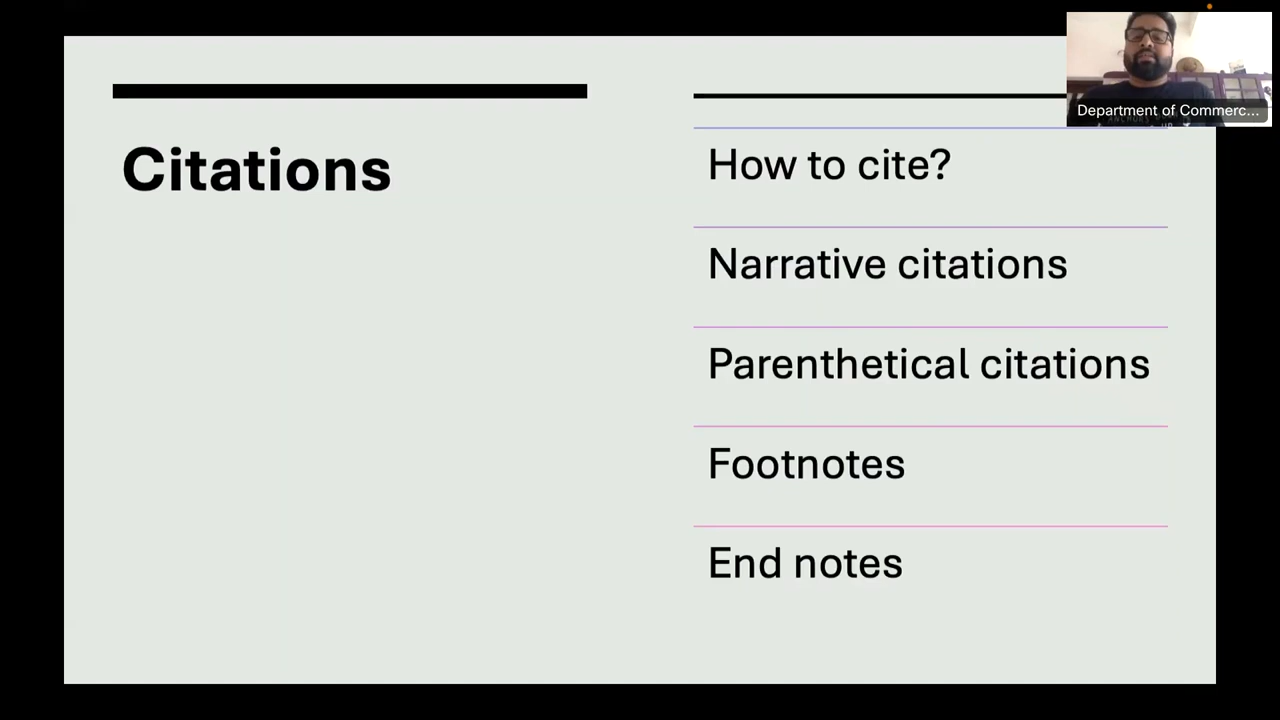 Citations
How to cite?
Narrative citations
Parenthetical citations
Footnotes
End notes
Department of Commerc...